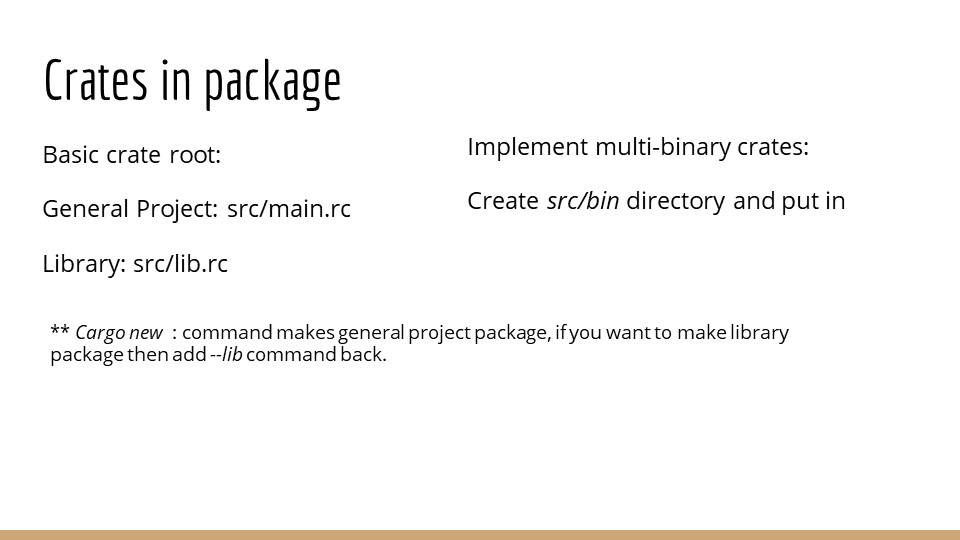 Crates in package
Basic crate root:
General Project: src/main.rc
Library: src/lib.rc
Implement multi-binary crates:
Create src/bin directory and put in
** Cargo new : command makes general project package, if you want to make library
package then add --lib command back.